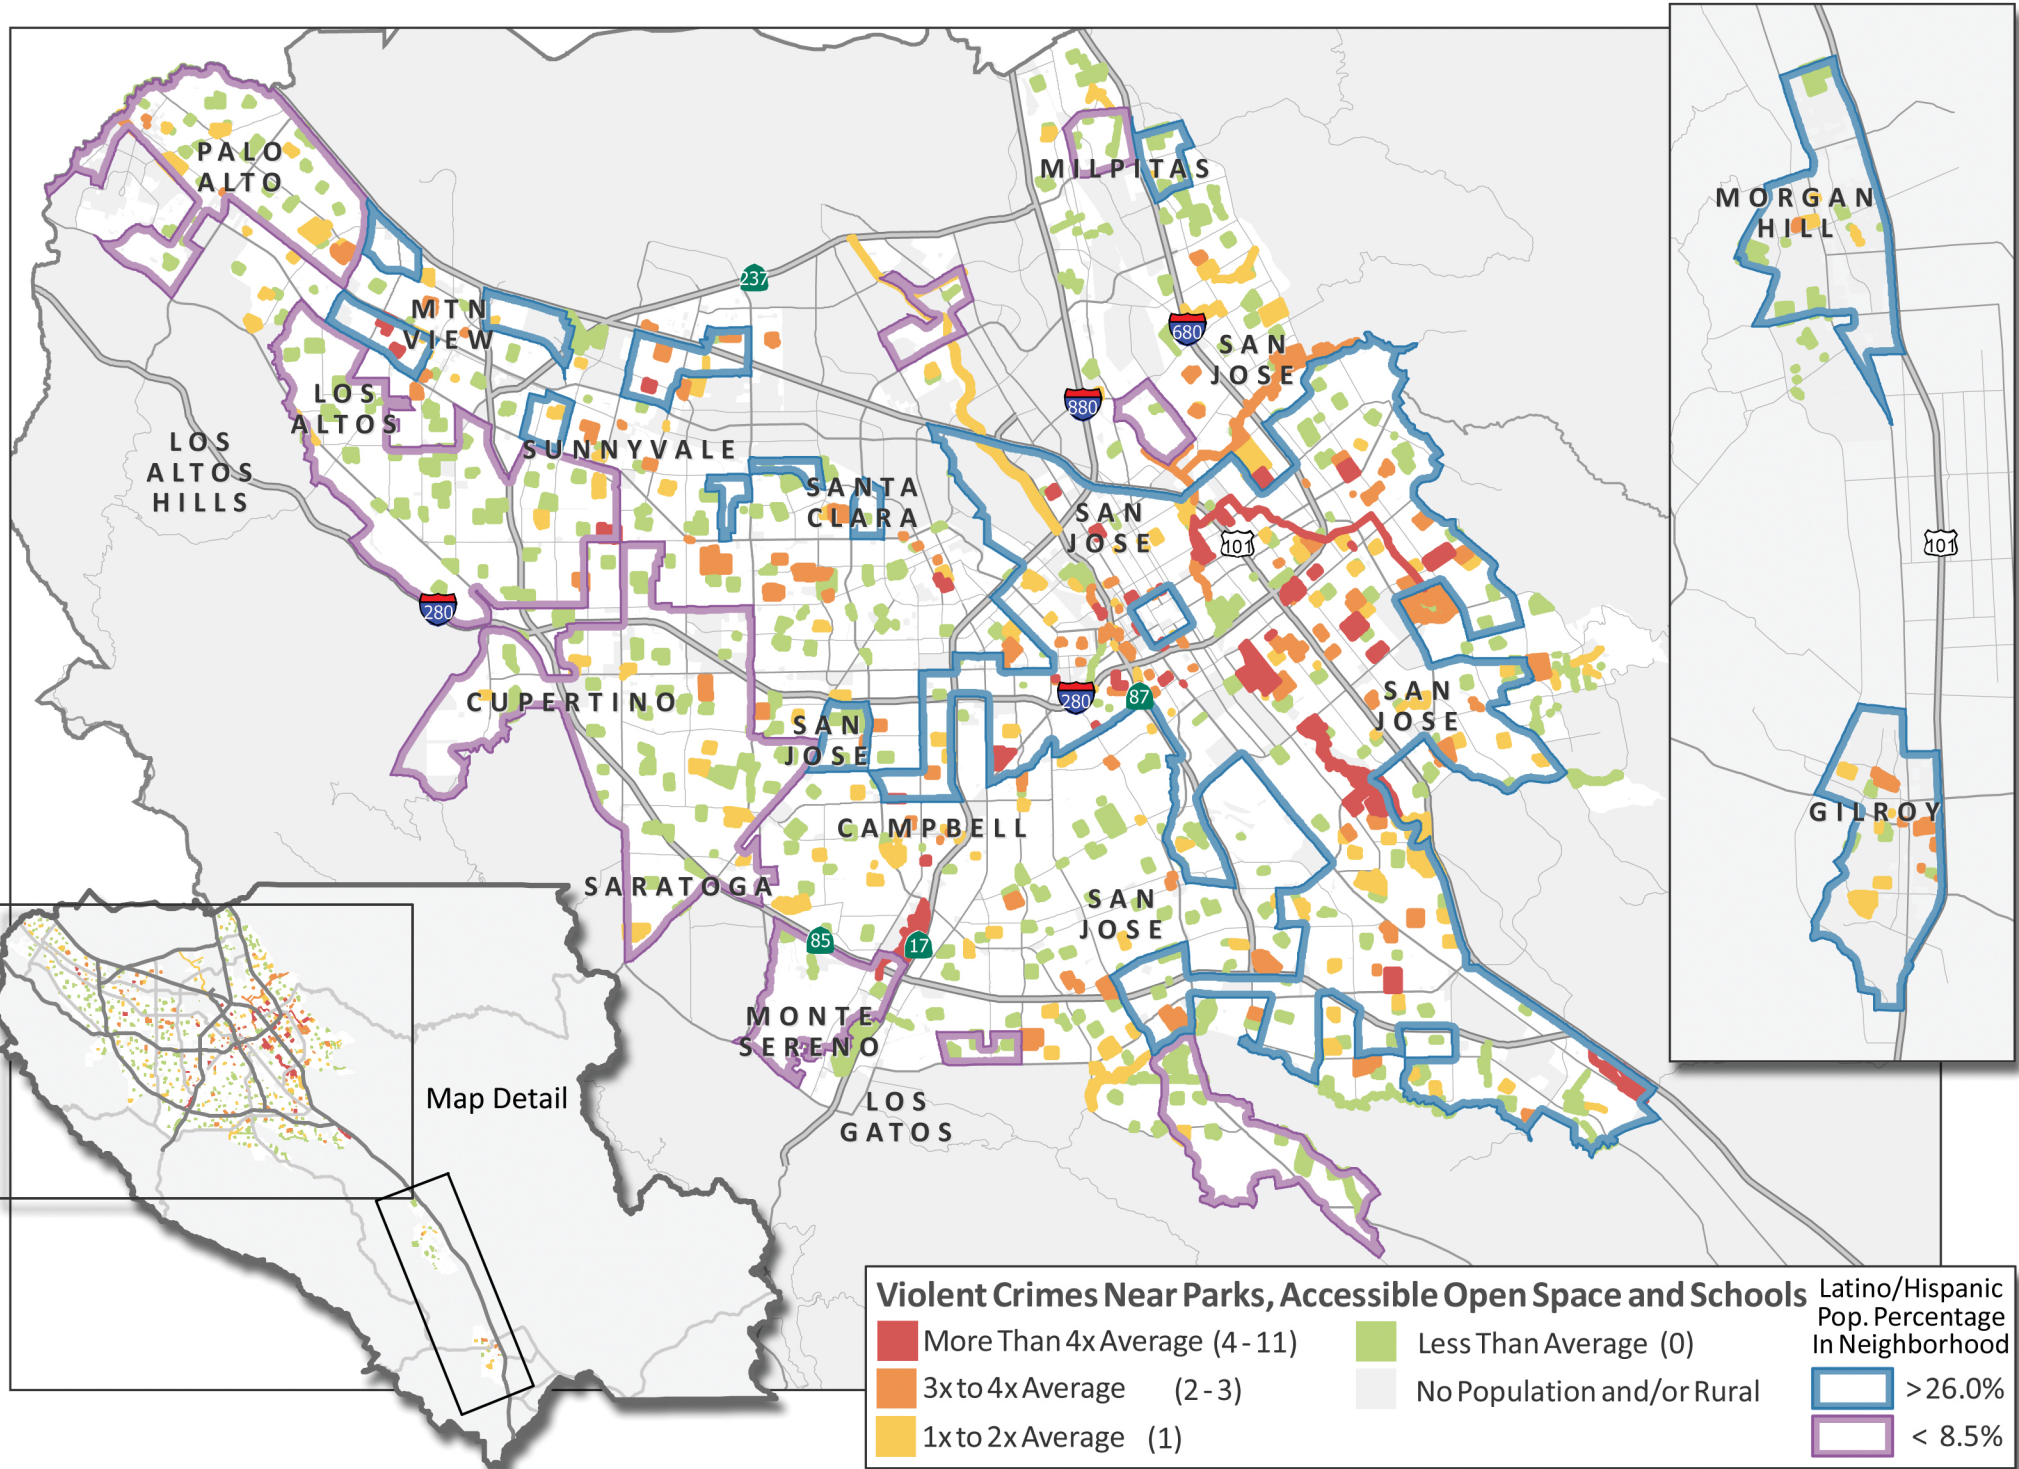 PALO
ALTO
MILPITAS
MORGAN
HILL
237
MTN
VIEW
680
SAN
JOSE
LOS
ALTOS
880
LOS
ALTOS
HILLS
SUNNYVALE
SANTA
CLARA
SAN
JOSE
101
101
280
CUPERTINO
280
87
SAN
JOSE
SAN
JOSE
CAMPBELL
GILROY
SARATOGA
SAN
JOSE
85
17
MONTE
SERENO
LOS
GATOS
Map Detail
Violent Crimes Near Parks, Accessible Open Space and Schools
More Than 4x Average (4 - 11)
3x to 4x Average (2 - 3)
1x to 2x Average (1)
Less Than Average (0)
No Population and/or Rural
Latino/Hispanic
Pop. Percentage
In Neighborhood
> 26.0%
< 8.5%